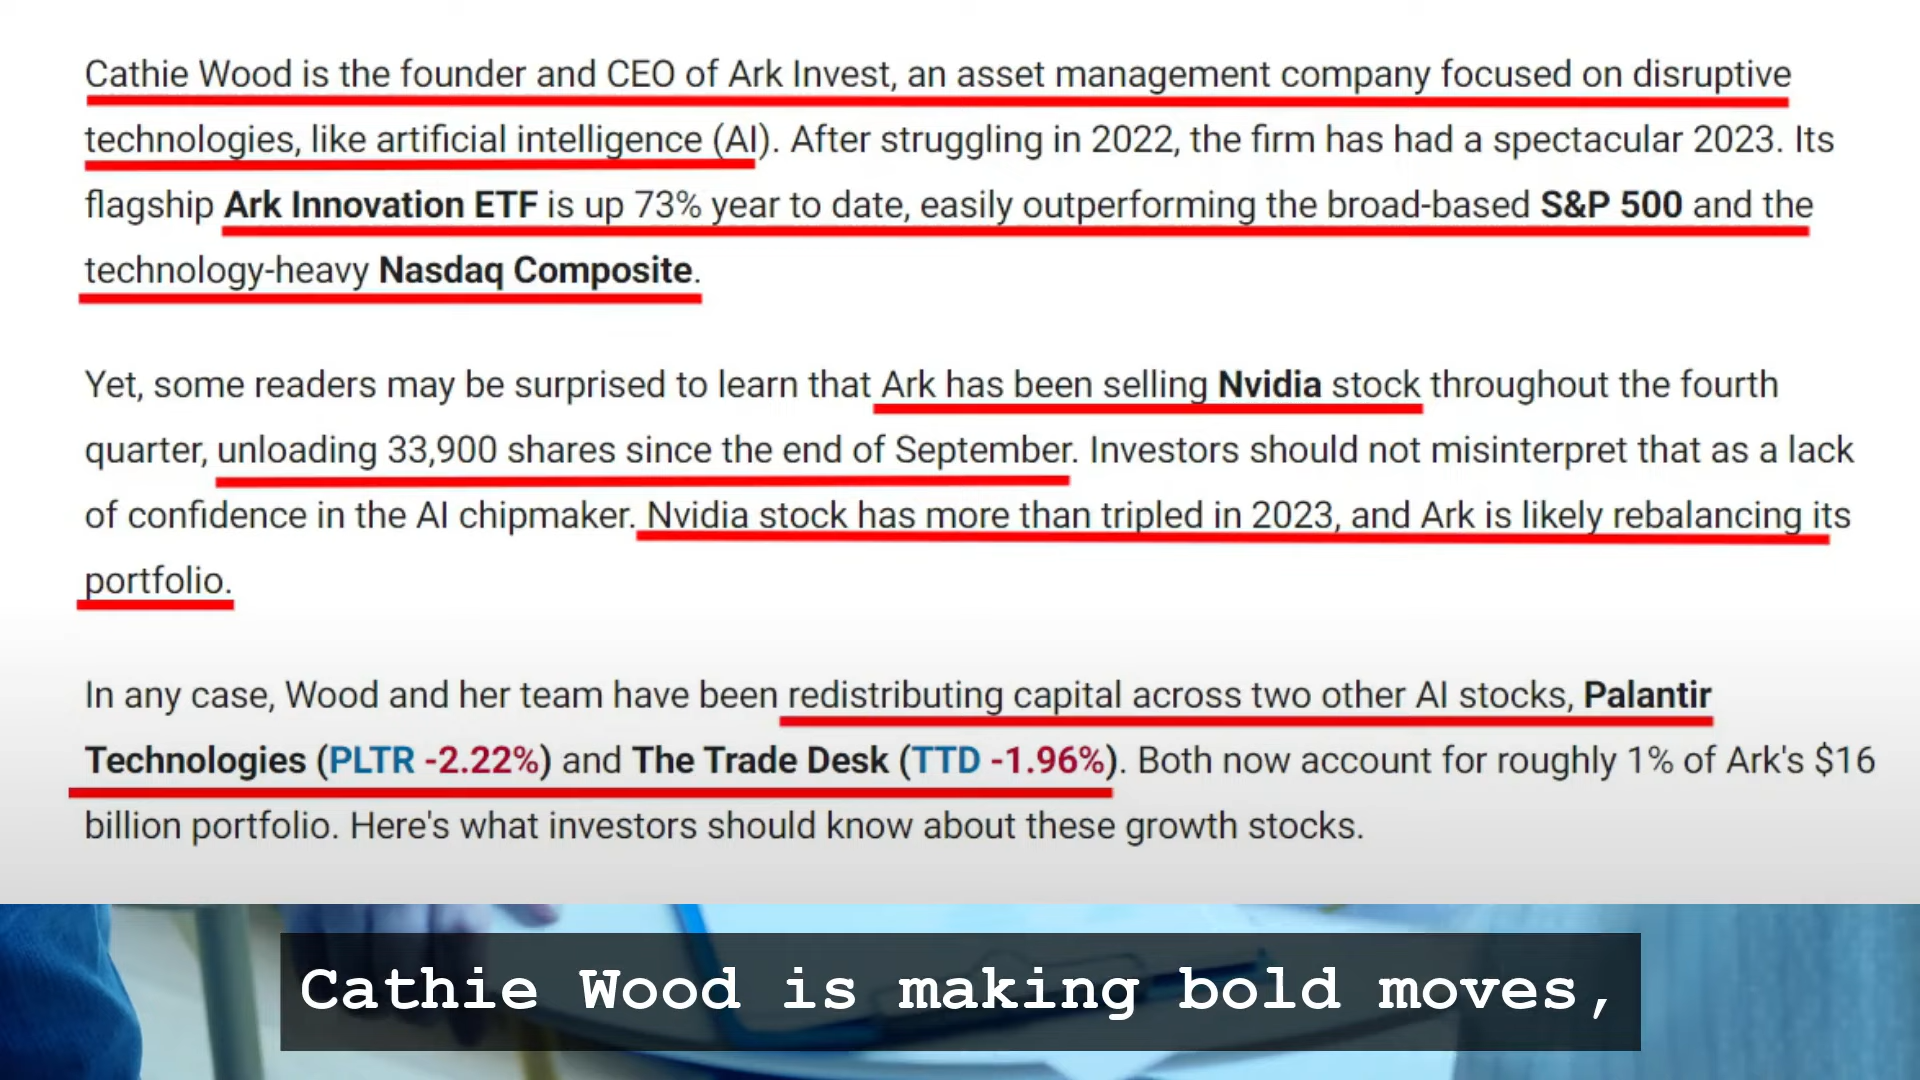 Cathie Wood is the founder and CEO of Ark Invest, an asset management company focused on disruptive
technologies, like artificial intelligence (AI). After struggling in 2022, the firm has had a spectacular 2023. Its
flagship Ark Innovation ETF is up 73% year to date, easily outperforming the broad-based S&P 500 and the
technology-heavy Nasdaq Composite.
Yet, some readers may be surprised to learn that Ark has been selling Nvidia stock throughout the fourth
quarter, unloading 33,900 shares since the end of September. Investors should not misinterpret that as a lack
of confidence in the AI chipmaker. Nvidia stock has more than tripled in 2023, and Ark is likely rebalancing its
portfolio.
In any case, Wood and her team have been redistributing capital across two other AI stocks, Palantir
Technologies (PLTR -2.22%) and The Trade Desk (TTD -1.96%). Both now account for roughly 1% of Ark's $16
billion portfolio. Here's what investors should know about these growth stocks.
Cathie Wood is making bold moves,